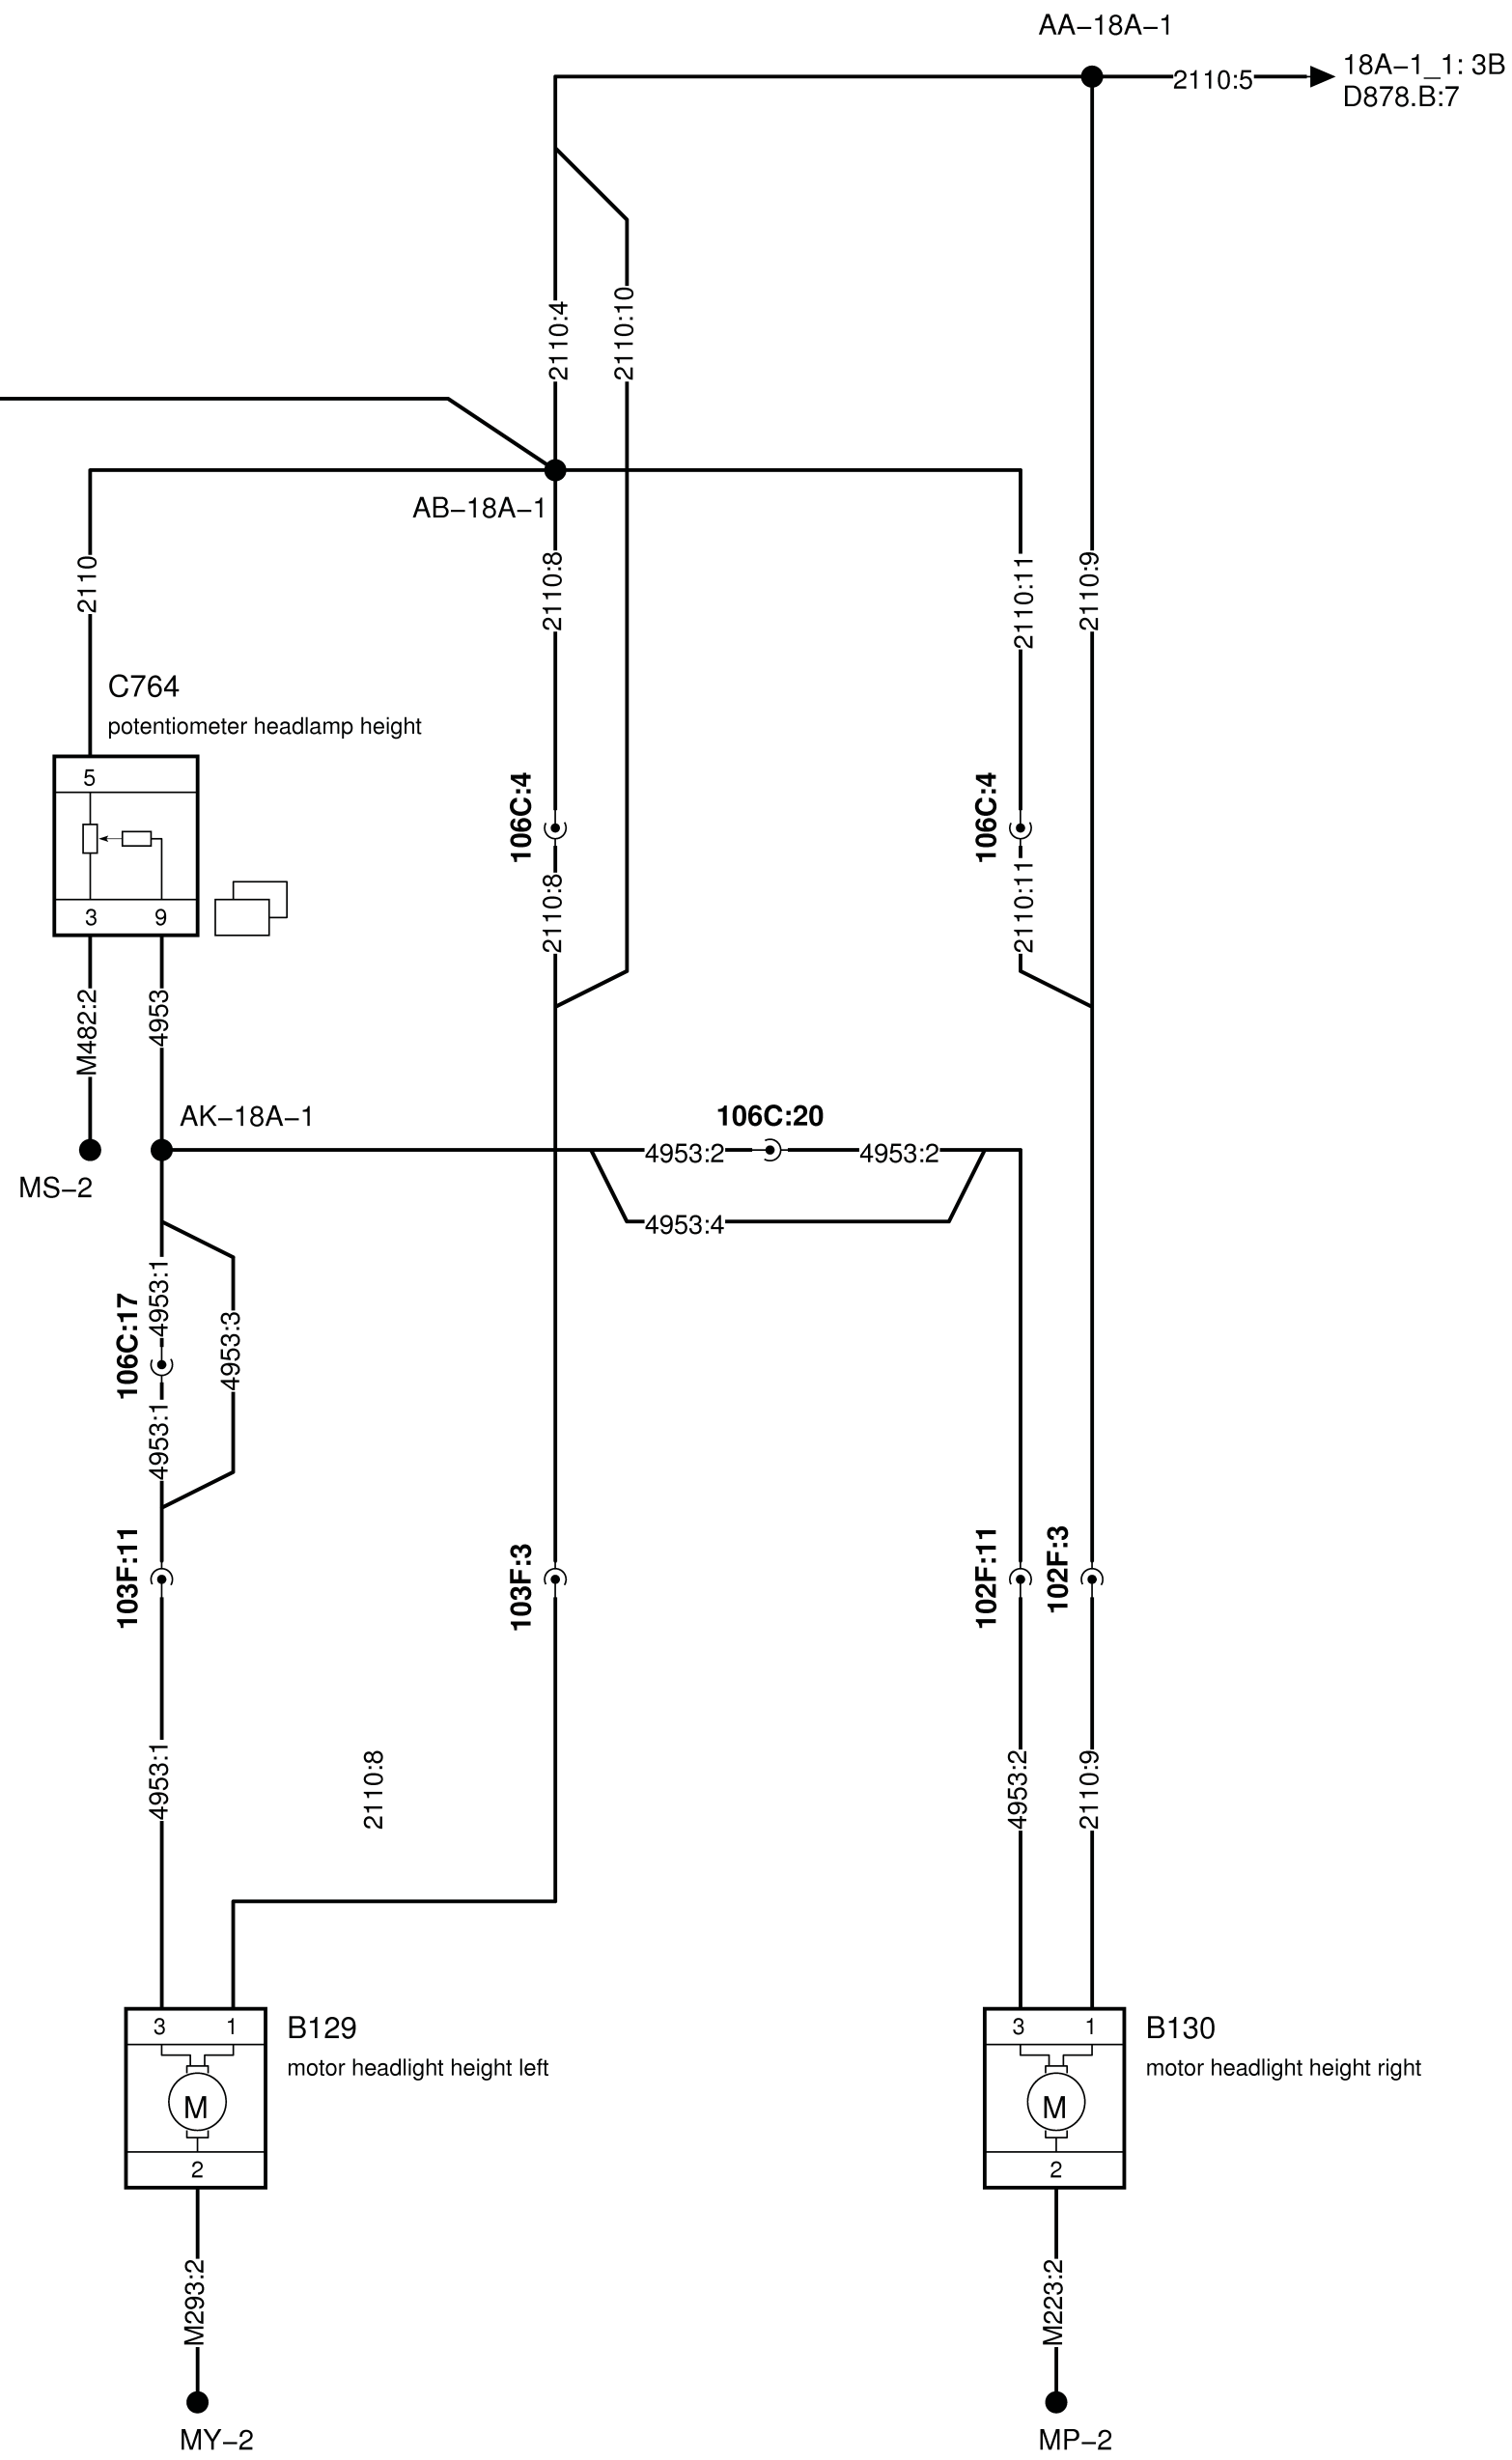 AA–18A–1
2110:5
18A–1_1: 3B
D878.B:7
2110:4
2110:10
AB–18A–1
2110
2110:8
2110:11
2110:9
C764
potentiometer headlamp height
5
3
9
106C:4
106C:4
2110:8
2110:11
M482:2
4953
AK–18A–1
MS–2
106C:20
4953:2
4953:2
4953:4
4953:1
106C:17
4953:3
4953:1
103F:11
103F:3
102F:11
102F:3
4953:1
2110:8
4953:2
2110:9
3
1
B129
motor headlight height left
M
2
3
1
B130
motor headlight height right
M
2
M293:2
M223:2
MY–2
MP–2